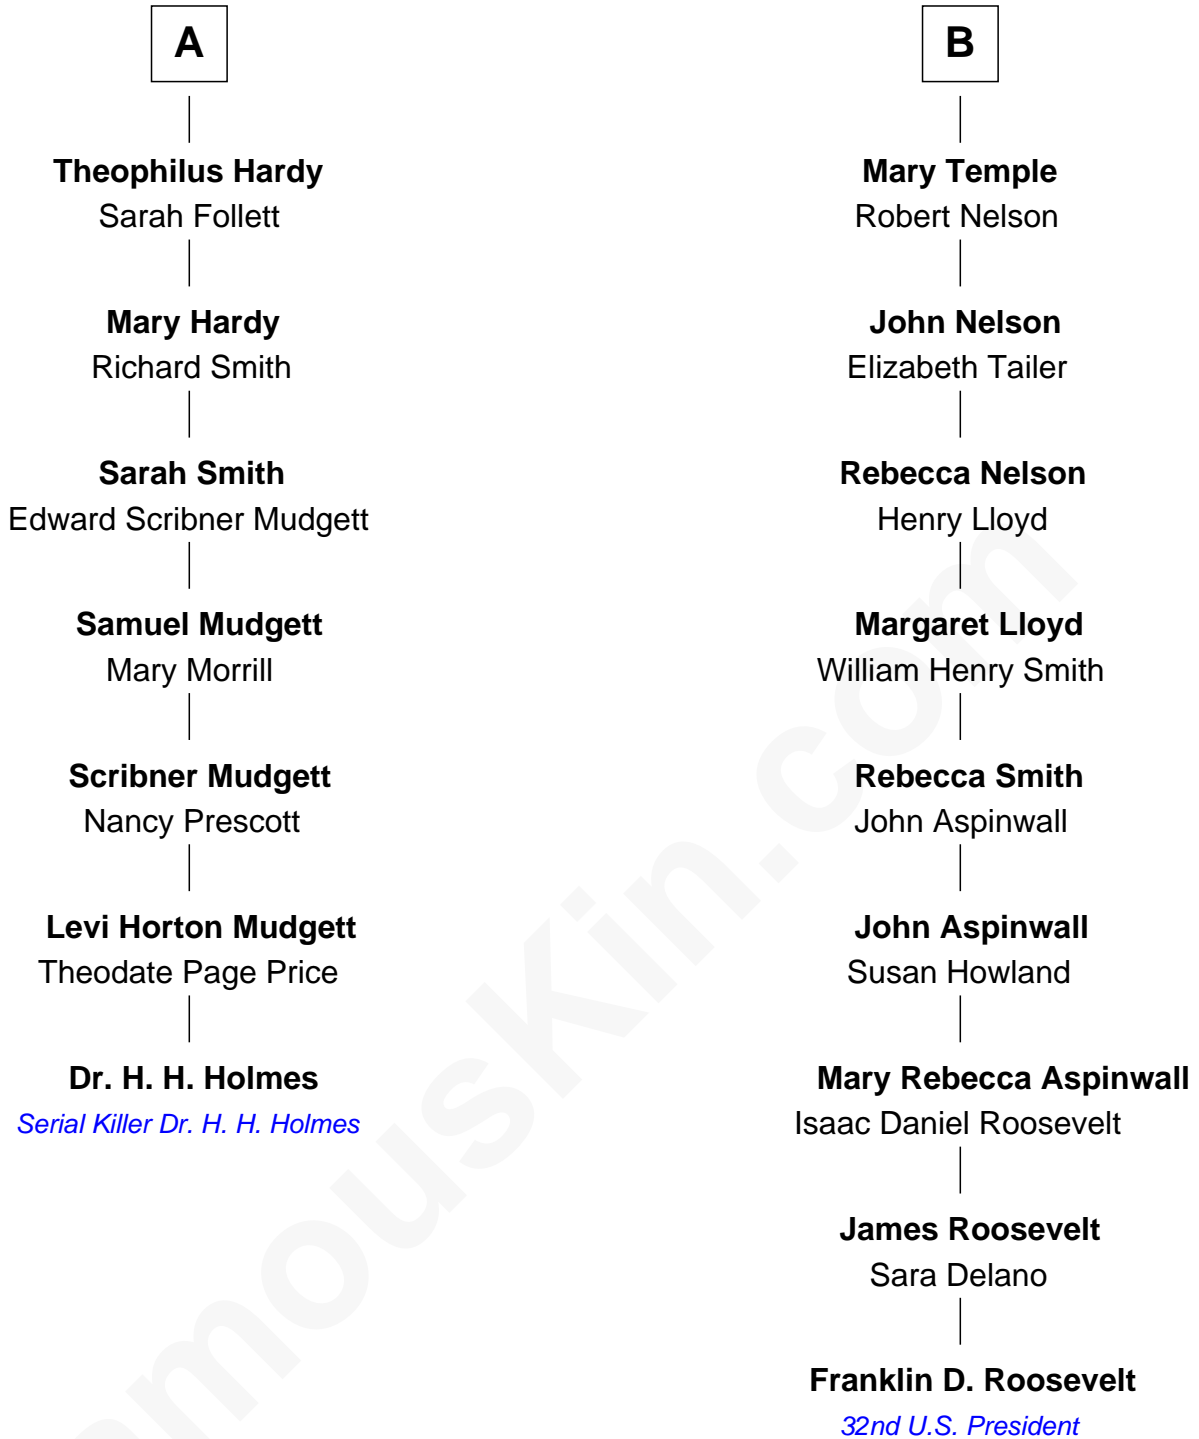 A
Theophilus Hardy
Sarah Follett
Mary Hardy
Richard Smith
Sarah Smith
Edward Scribner Mudgett
Samuel Mudgett
Mary Morrill
Scribner Mudgett
Nancy Prescott
Levi Horton Mudgett
Theodate Page Price
Dr. H. H. Holmes
Serial Killer Dr. H. H. Holmes
B
Mary Temple
Robert Nelson
John Nelson
Elizabeth Tailer
Rebecca Nelson
Henry Lloyd
Margaret Lloyd
William Henry Smith
Rebecca Smith
John Aspinwall
John Aspinwall
Susan Howland
Mary Rebecca Aspinwall
Isaac Daniel Roosevelt
James Roosevelt
Sara Delano
Franklin D. Roosevelt
32nd U.S. President
amouskin.com